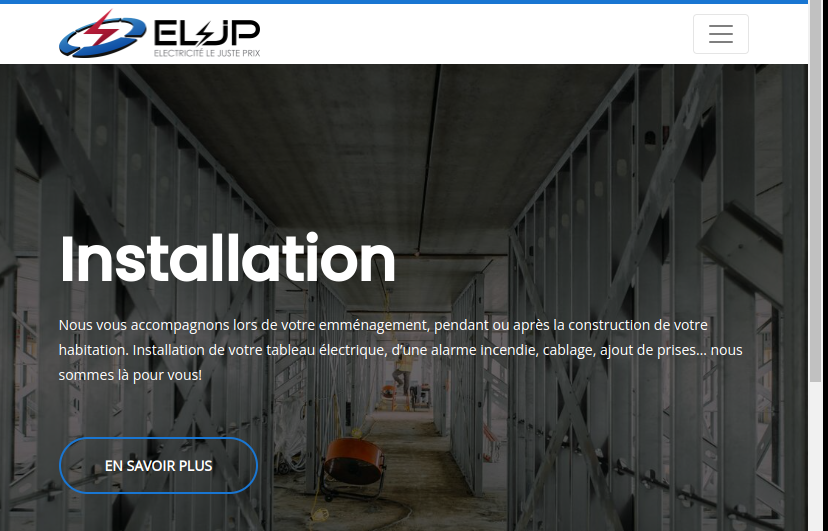 ELJP
ELECTRICITÉ LE JUSTE PRIX
Installation
Nous vous accompagnons lors de votre emménagement, pendant ou après la construction de votre
habitation. Installation de votre tableau électrique, d'une alarme incendie, cablage, ajout de prises... nous
sommes là pour vous!
EN SAVOIR PLUS